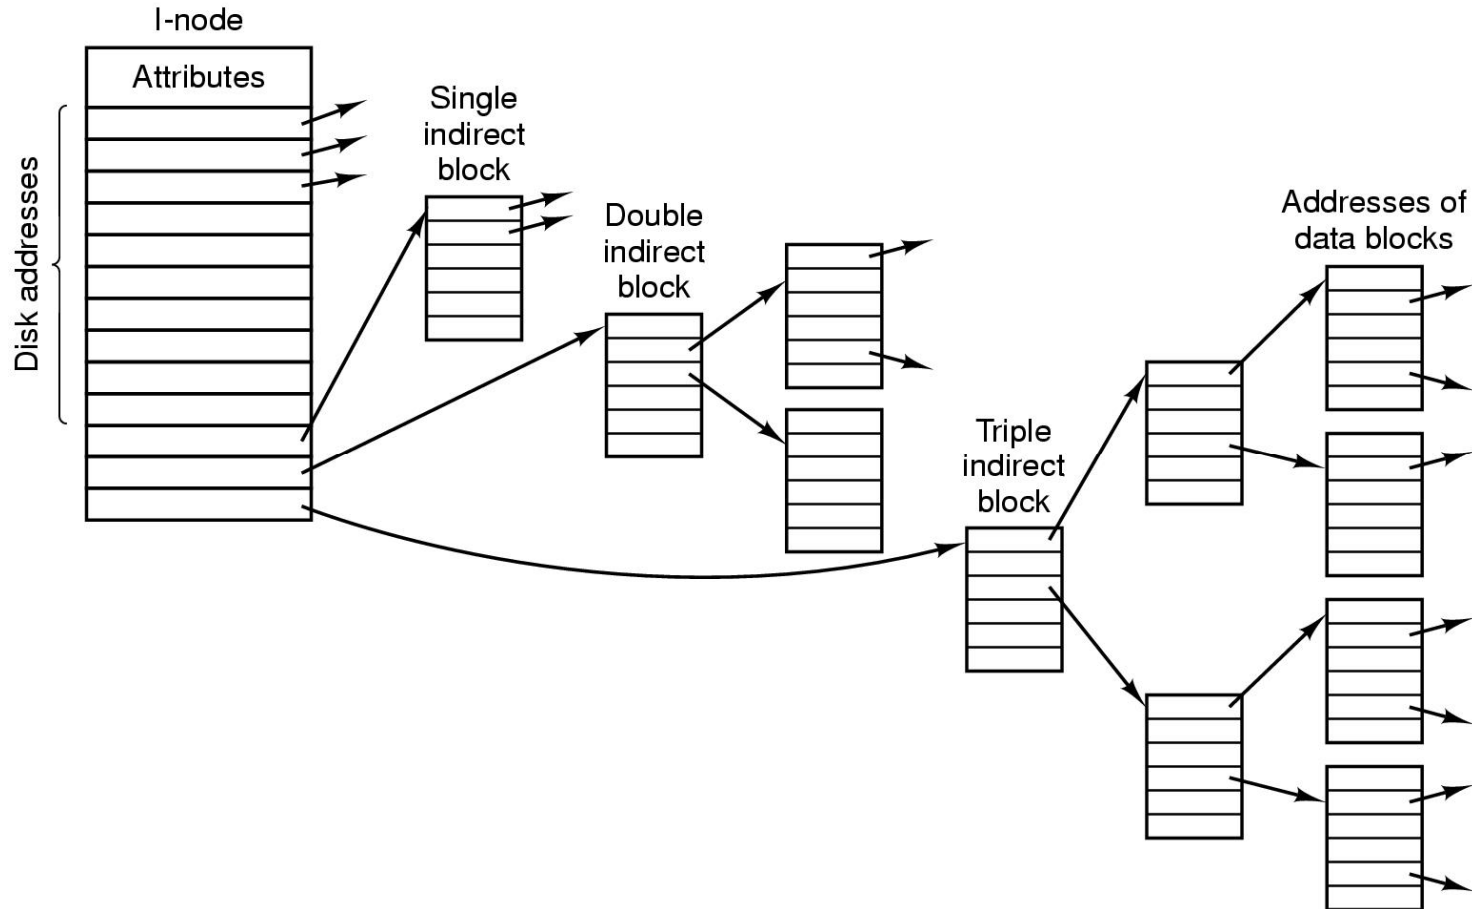 I-node
Attributes
Disk addresses
Single
indirect
block
Double
indirect
block
Triple
indirect
block
Addresses of
data blocks